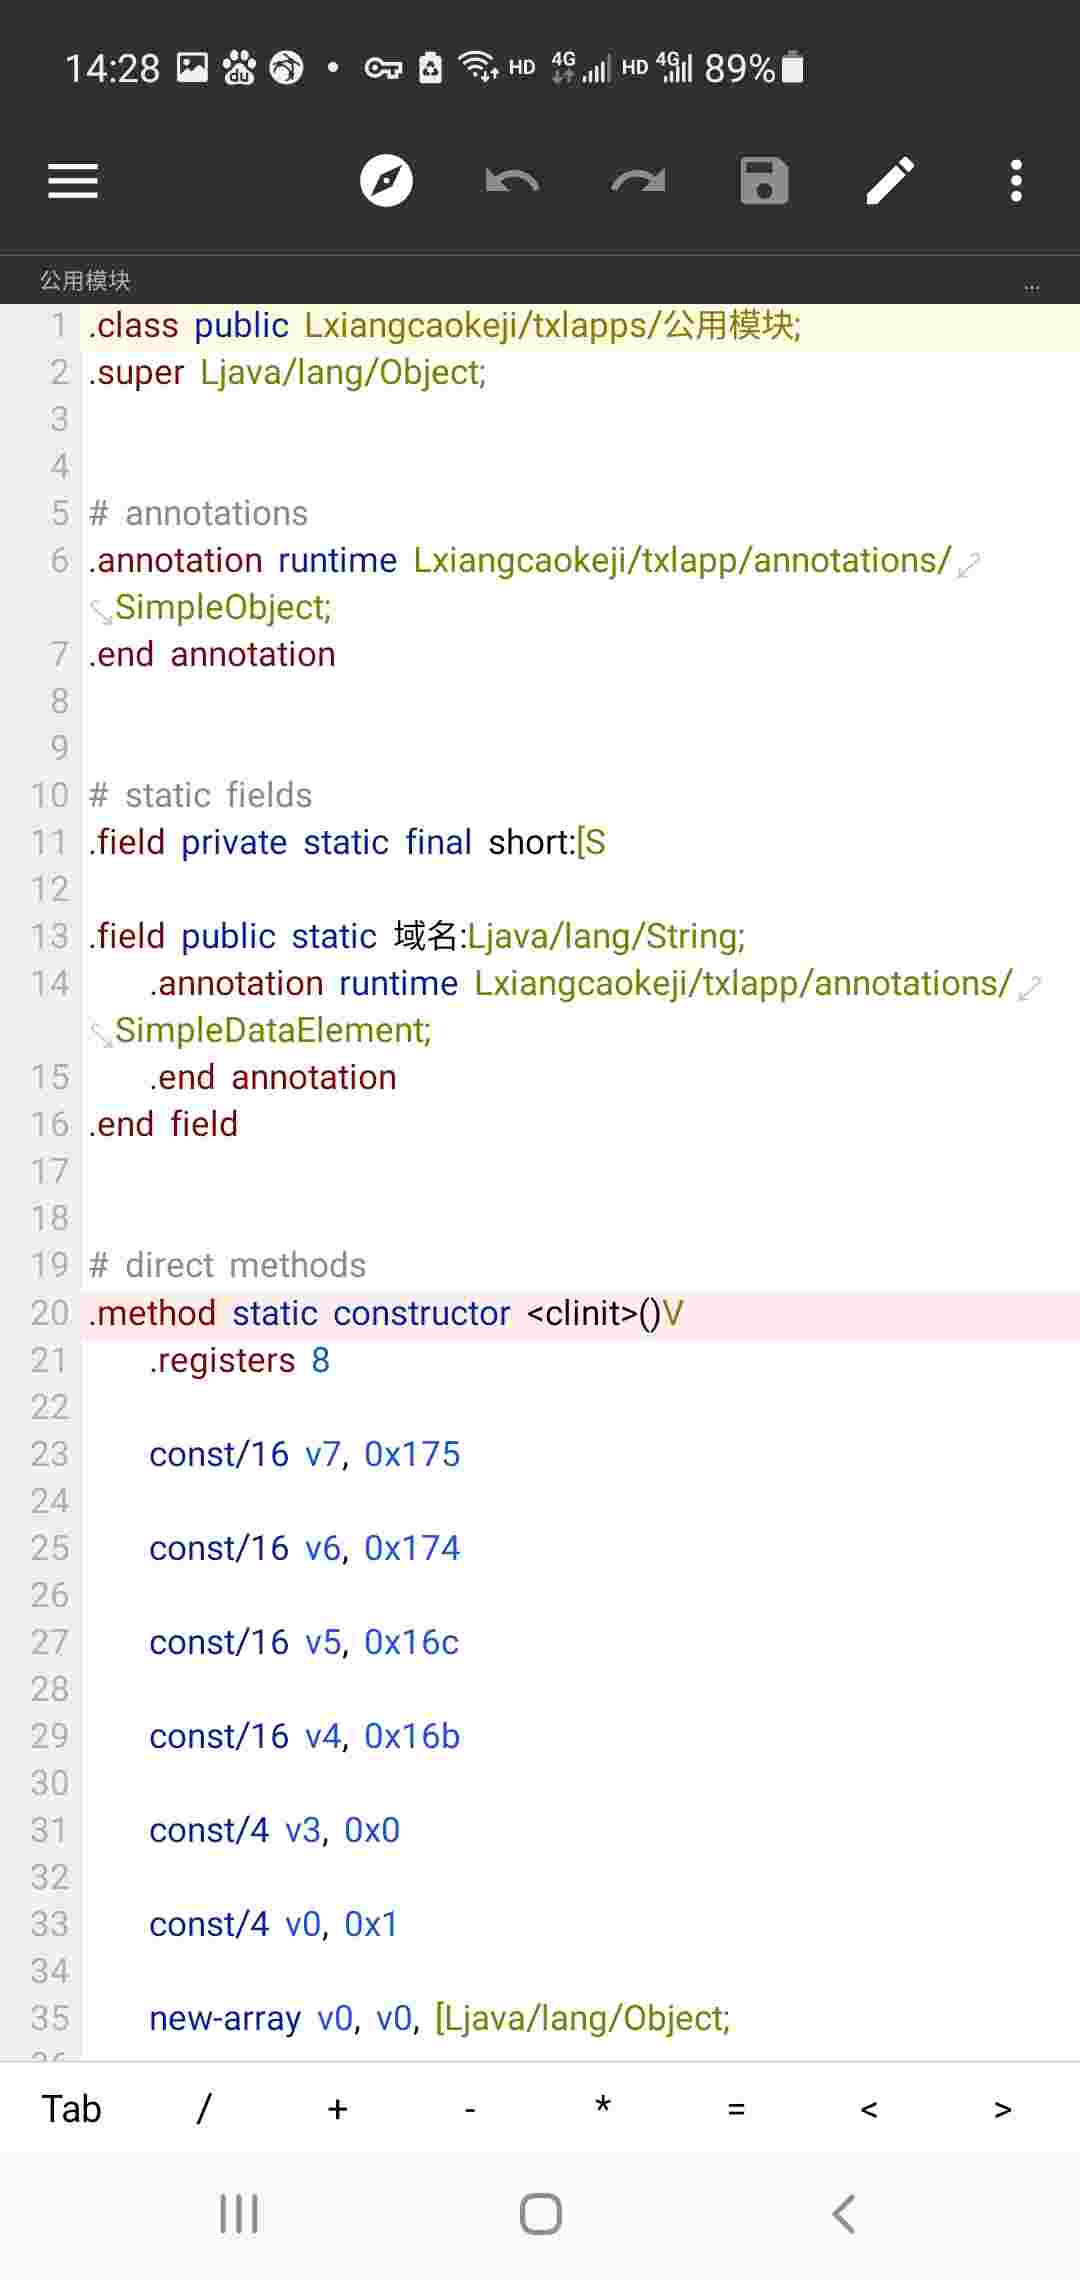 14:28 HD 4G HD 4G 89%
公用模块 ...
1 .class public Lxiangcaokeji/txlapps/公用模块;
2 .super Ljava/lang/Object;
3
4
5 # annotations
6 .annotation runtime Lxiangcaokeji/txlapp/annotations/
SimpleObject;
7 .end annotation
8
9
10 # static fields
11 .field private static final short:[S
12
13 .field public static 域名:Ljava/lang/String;
14 .annotation runtime Lxiangcaokeji/txlapp/annotations/
SimpleDataElement;
15 .end annotation
16 .end field
17
18
19 # direct methods
20 .method static constructor <clinit>()V
21 .registers 8
22
23 const/16 v7, 0x175
24
25 const/16 v6, 0x174
26
27 const/16 v5, 0x16c
28
29 const/16 v4, 0x16b
30
31 const/4 v3, 0x0
32
33 const/4 v0, 0x1
34
35 new-array v0, v0, [Ljava/lang/Object;
Tab / + - * = < >